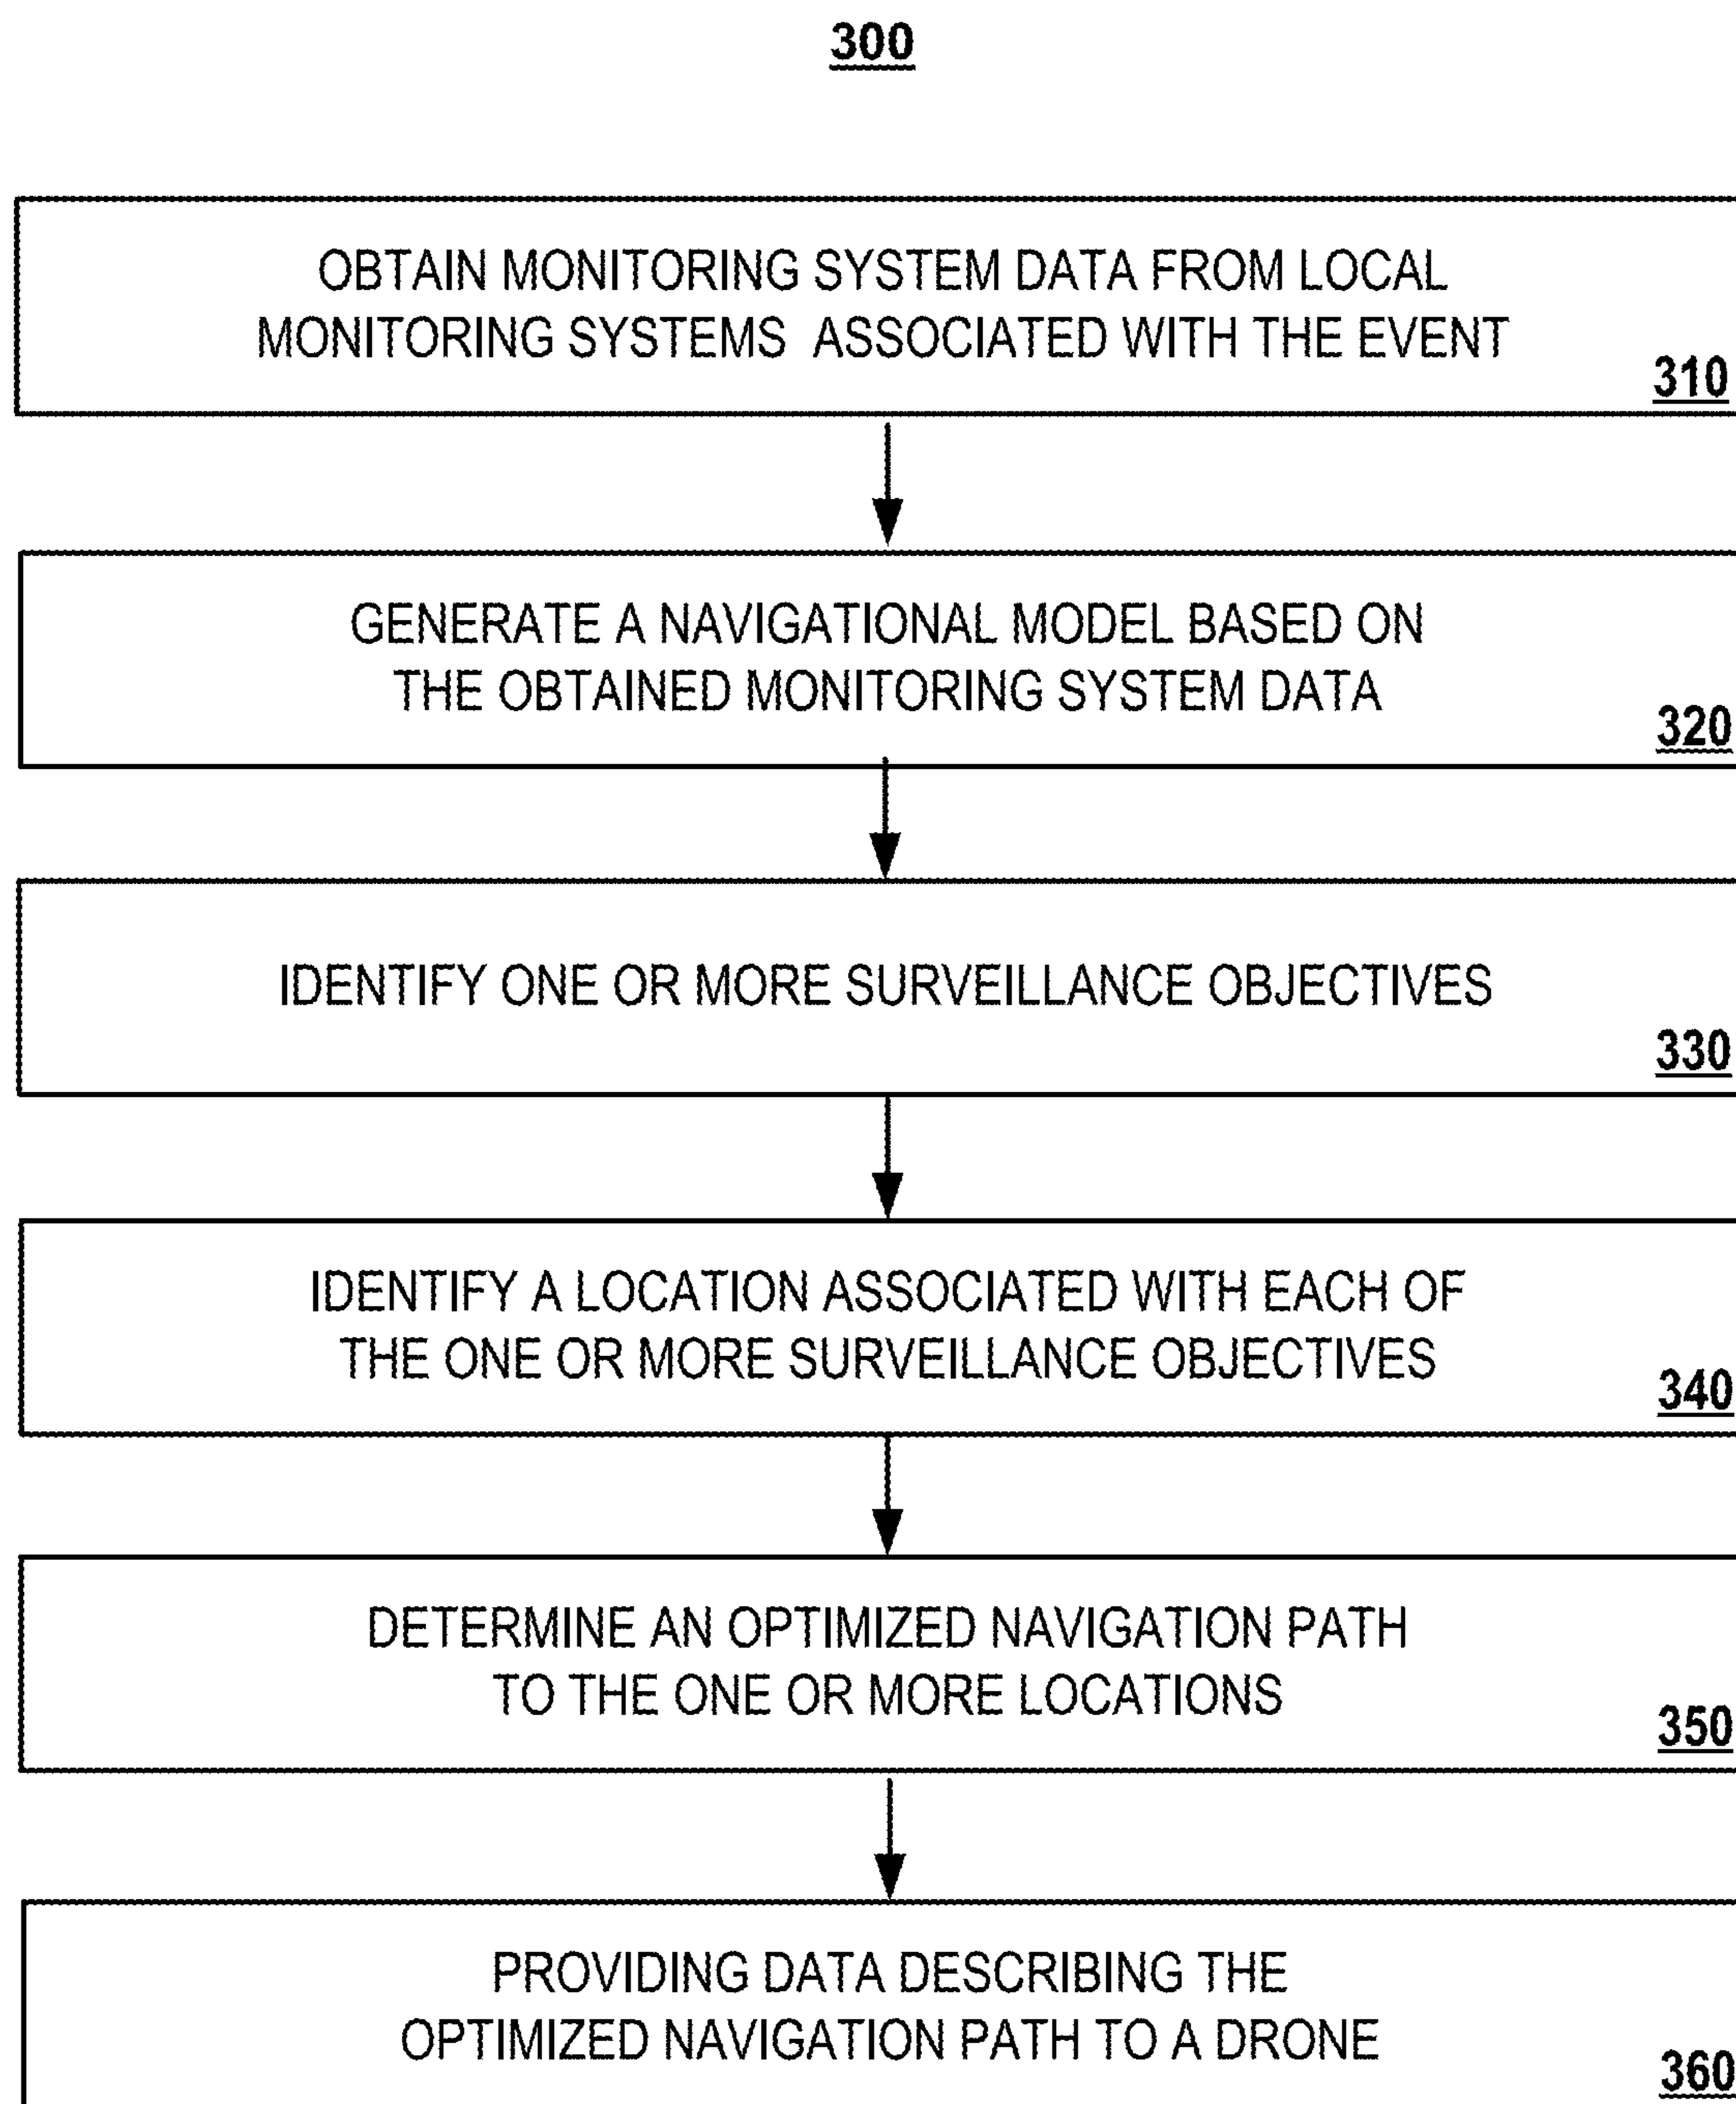 300
OBTAIN MONITORING SYSTEM DATA FROM LOCAL
MONITORING SYSTEMS ASSOCIATED WITH THE EVENT
310
GENERATE A NAVIGATIONAL MODEL BASED ON
THE OBTAINED MONITORING SYSTEM DATA
320
IDENTIFY ONE OR MORE SURVEILLANCE OBJECTIVES
330
IDENTIFY A LOCATION ASSOCIATED WITH EACH OF
THE ONE OR MORE SURVEILLANCE OBJECTIVES
340
DETERMINE AN OPTIMIZED NAVIGATION PATH
TO THE ONE OR MORE LOCATIONS
350
PROVIDING DATA DESCRIBING THE
OPTIMIZED NAVIGATION PATH TO A DRONE
360